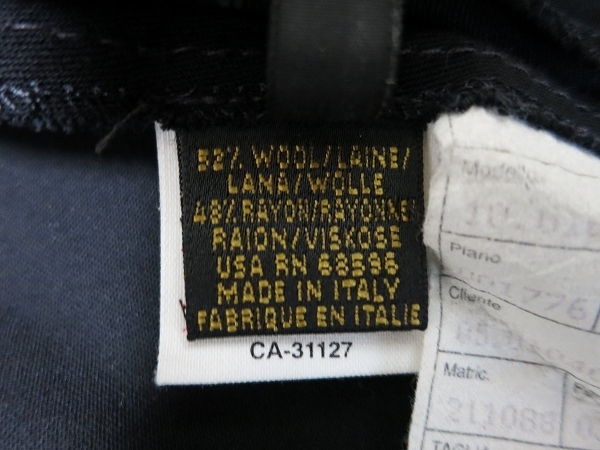 52% WOOL/LAINE/
LANA/WOLLE
48% RAYON/RAYONNE
RAION/VISKOSE
USA RN 68596
MADE IN ITALY
FABRIQUE EN ITALIE
CA-31127
Modello
Piano
Cliente
Matric.
211088